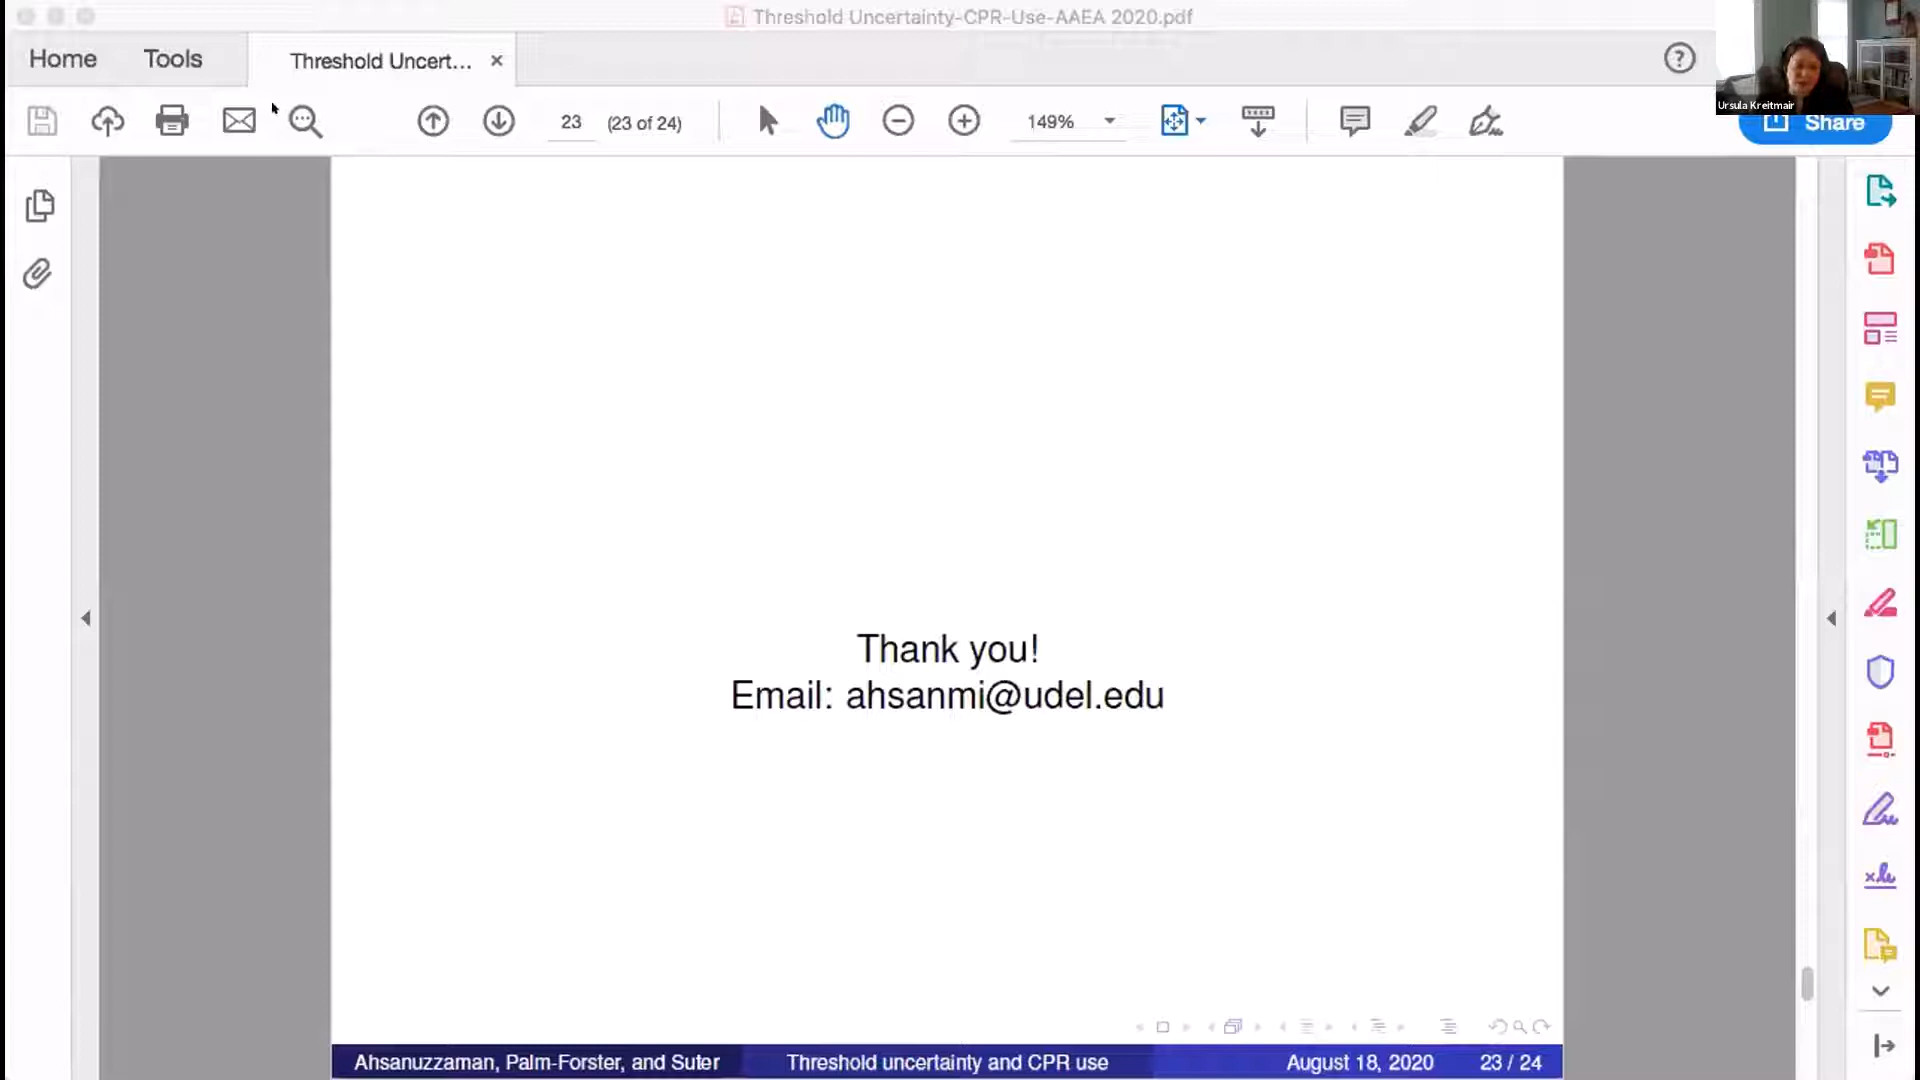 Threshold Uncertainty-CPR-Use-AAEA 2020.pdf
Home
Tools
Threshold Uncert...
Ursula Kreitmair
23
(23 of 24)
149%
Share
Thank you!
Email: ahsanmi@udel.edu
Ahsanuzzaman, Palm-Forster, and Suter
Threshold uncertainty and CPR use
August 18, 2020
23 / 24